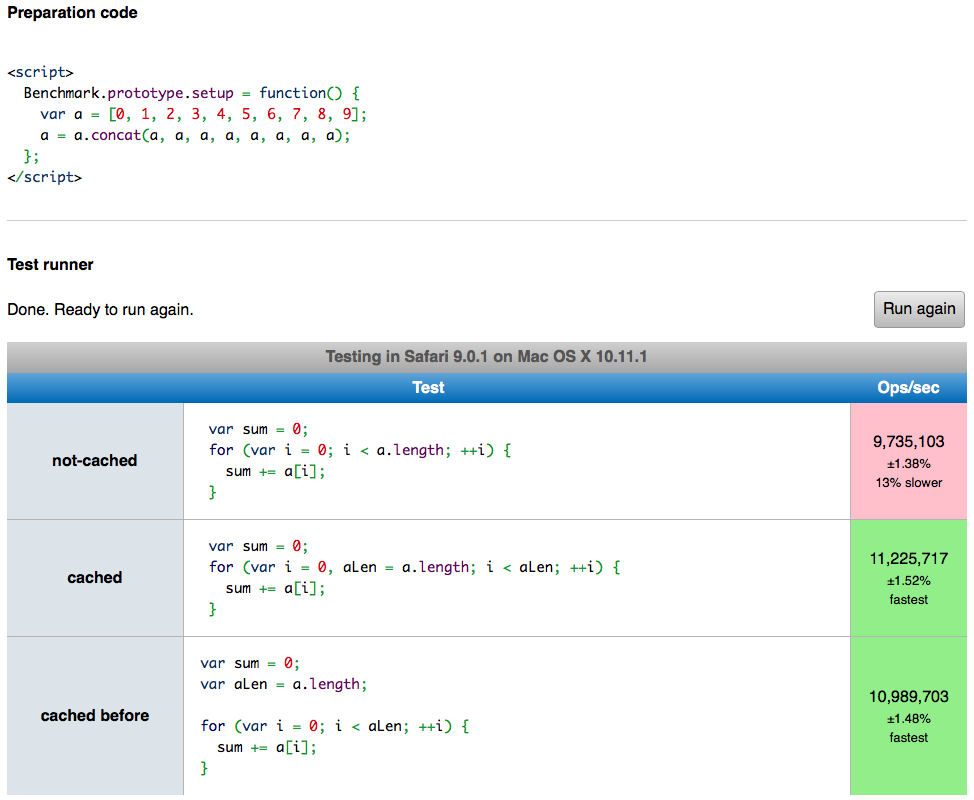 Preparation code
<script>
Benchmark.prototype.setup = function() {
var a = [0, 1, 2, 3, 4, 5, 6, 7, 8, 9];
a = a.concat(a, a, a, a, a, a, a, a);
};
</script>
Test runner
Done. Ready to run again.
Run again
Testing in Safari 9.0.1 on Mac OS X 10.11.1
Test Ops/sec
not-cached
var sum = 0;
for (var i = 0; i < a.length; ++i) {
sum += a[i];
}
9,735,103
±1.38%
13% slower
cached
var sum = 0;
for (var i = 0, aLen = a.length; i < aLen; ++i) {
sum += a[i];
}
11,225,717
±1.52%
fastest
cached before
var sum = 0;
var aLen = a.length;
for (var i = 0; i < aLen; ++i) {
sum += a[i];
}
10,989,703
±1.48%
fastest